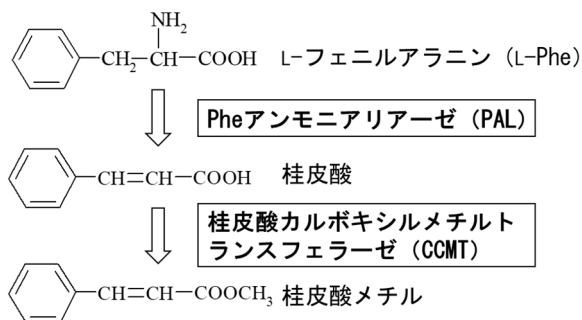 NH2
CH2-CH-COOH L-フェニルアラニン(L-Phe)
Pheアンモニアリアーゼ(PAL)
CH=CH-COOH 桂皮酸
桂皮酸カルボキシルメチルト
ランスフェラーゼ(CCMT)
CH=CH-COOCH3 桂皮酸メチル